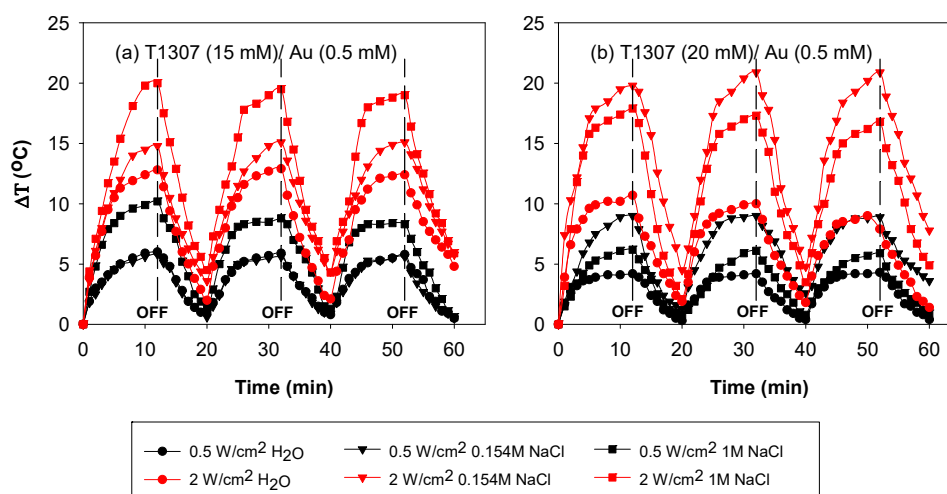 (a) T1307 (15 mM)/ Au (0.5 mM)
(b) T1307 (20 mM)/ Au (0.5 mM)
ΔT (⁰C)
25
20
15
10
5
0
OFF OFF OFF
0 10 20 30 40 50 60
Time (min)
25
20
15
10
5
0
OFF OFF OFF
0 10 20 30 40 50 60
Time (min)
0.5 W/cm² H₂O 0.5 W/cm² 0.154M NaCl 0.5 W/cm² 1M NaCl
2 W/cm² H₂O 2 W/cm² 0.154M NaCl 2 W/cm² 1M NaCl